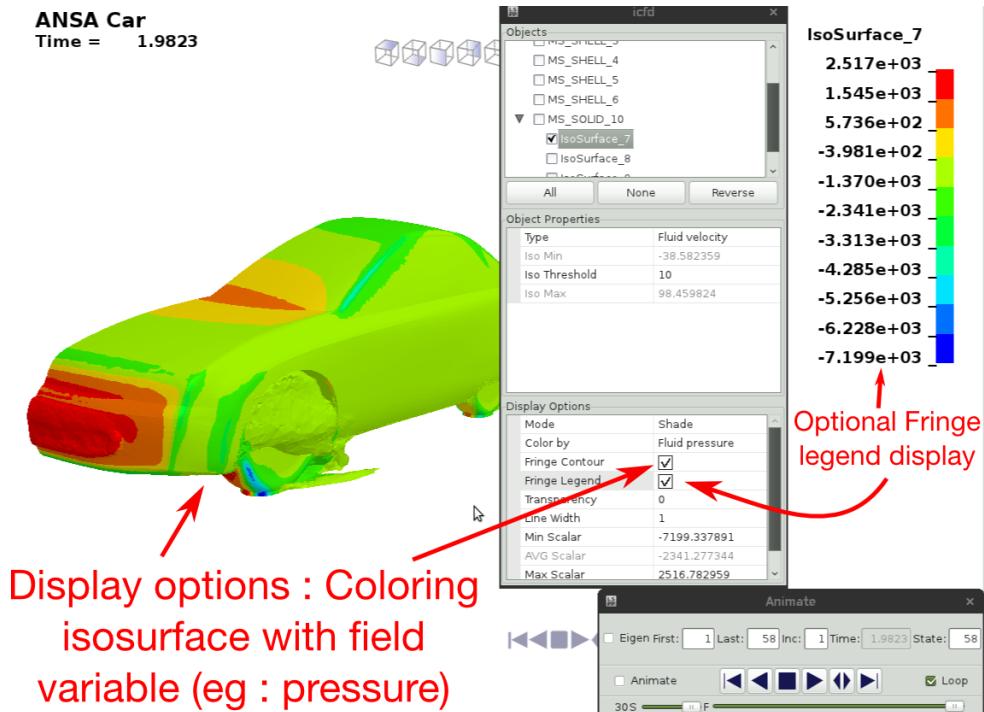 ANSA Car
Time = 1.9823
icfd
Objects
MS_SHELL_4
MS_SHELL_5
MS_SHELL_6
MS_SOLID_10
IsoSurface_7
IsoSurface_8
All None Reverse
Object Properties
Type Fluid velocity
Iso Min -38.582359
Iso Threshold 10
Iso Max 98.459824
Display Options
Mode Shade
Color by Fluid pressure
Fringe Contour
Fringe Legend
Transparency 0
Line Width 1
Min Scalar -7199.337891
AVG Scalar -2341.277344
Max Scalar 2516.782959
IsoSurface_7
2.517e+03
1.545e+03
5.736e+02
-3.981e+02
-1.370e+03
-2.341e+03
-3.313e+03
-4.285e+03
-5.256e+03
-6.228e+03
-7.199e+03
Optional Fringe
legend display
Display options : Coloring
isosurface with field
variable (eg : pressure)
Animate
Eigen First: 1 Last: 58 Inc: 1 Time: 1.9823 State: 58
Animate Loop
30S F